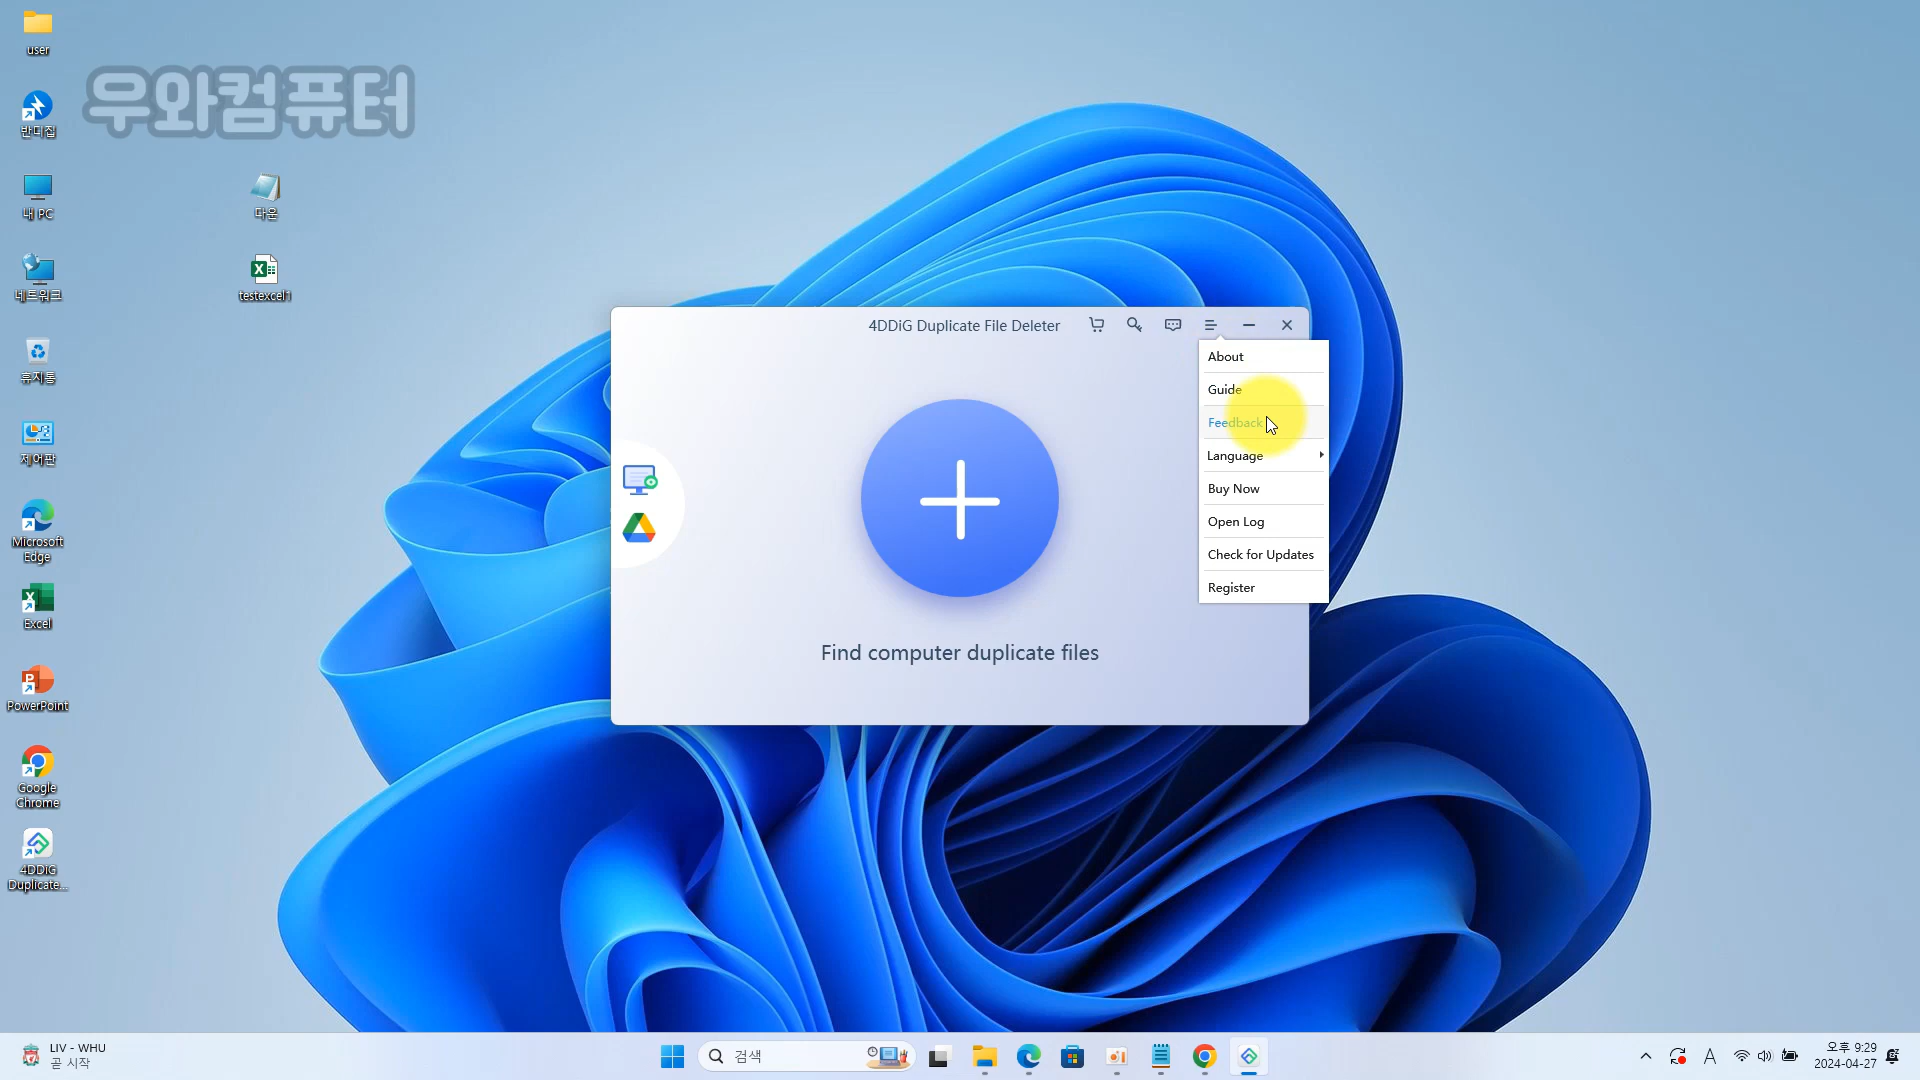 user
우와컴퓨터
반디집
내 PC
다운
네트워크
testexcel1
휴지통
제어판
Microsoft
Edge
Excel
PowerPoint
Google
Chrome
4DDiG
Duplicate...
4DDiG Duplicate File Deleter
About
Guide
Feedback
Language
Buy Now
Open Log
Check for Updates
Register
Find computer duplicate files
LIV - WHU
곧 시작
검색
A
오후 9:29
2024-04-27